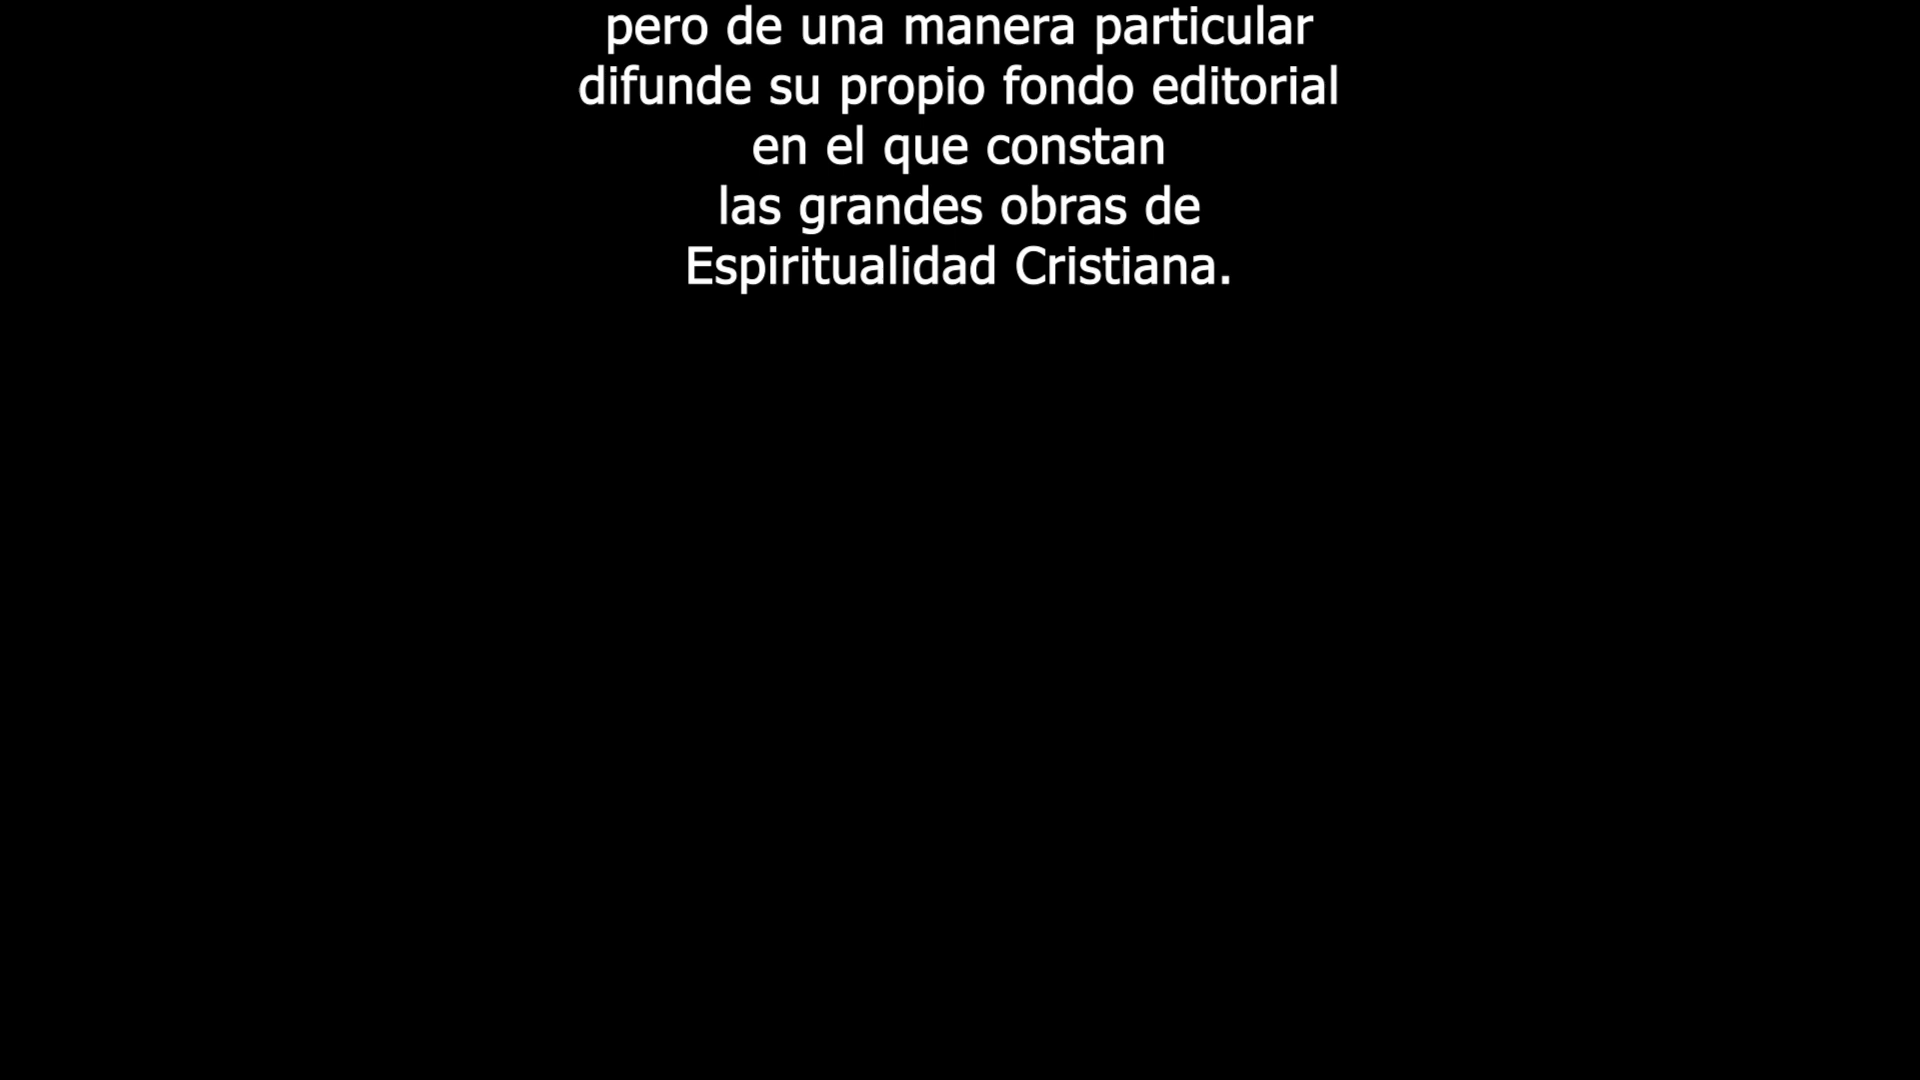 pero de una manera particular
difunde su propio fondo editorial
en el que constan
las grandes obras de
Espiritualidad Cristiana.